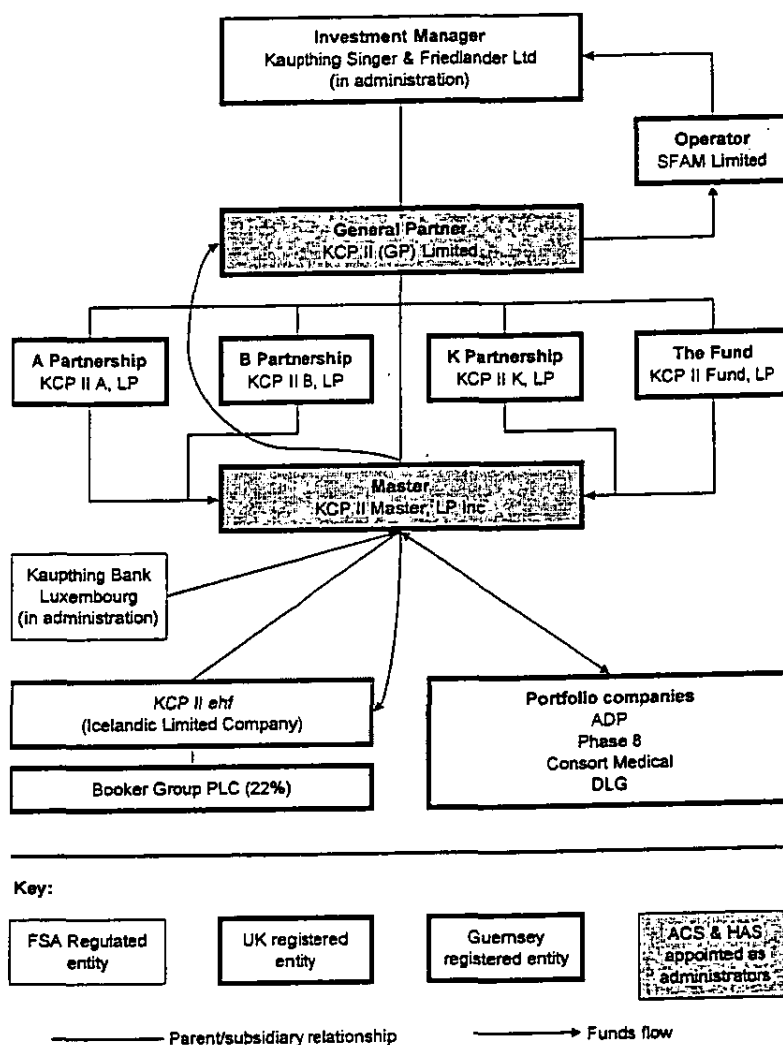 Investment Manager
Kaupthing Singer & Friedlander Ltd
(in administration)
Operator
SFAM Limited
General Partner
KCP II (GP) Limited
A Partnership
KCP II A, LP
B Partnership
KCP II B, LP
K Partnership
KCP II K, LP
The Fund
KCP II Fund, LP
Master
KCP II Master, LP Inc
Kaupthing Bank
Luxembourg
(in administration)
KCP II ehf
(Icelandic Limited Company)
Booker Group PLC (22%)
Portfolio companies
ADP
Phase 8
Consort Medical
DLG
Key:
FSA Regulated
entity
UK registered
entity
Guernsey
registered entity
ACS & HAS
appointed as
administrators
Parent/subsidiary relationship
Funds flow